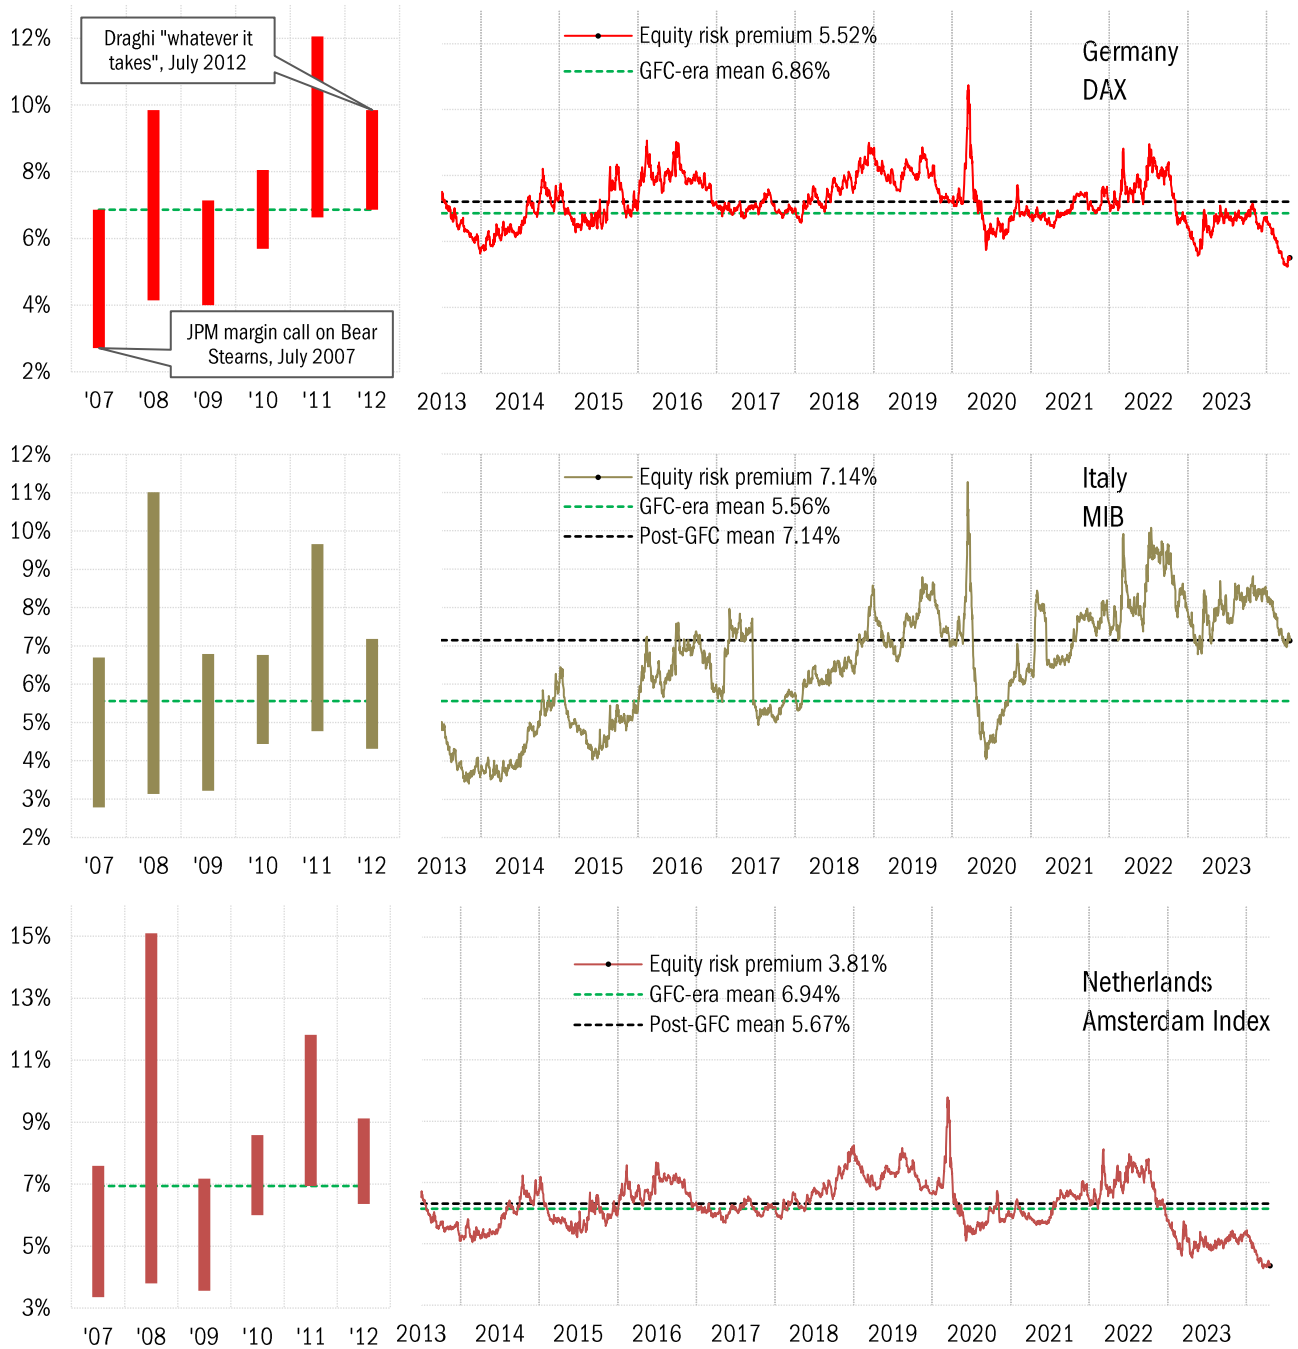 12%
10%
8%
6%
4%
2%
Draghi "whatever it
takes", July 2012
JPM margin call on Bear
Stearns, July 2007
'07 '08 '09 '10 '11 '12
Equity risk premium 5.52%
GFC-era mean 6.86%
Germany
DAX
2013 2014 2015 2016 2017 2018 2019 2020 2021 2022 2023
12%
11%
10%
9%
8%
7%
6%
5%
4%
3%
2%
'07 '08 '09 '10 '11 '12
Equity risk premium 7.14%
GFC-era mean 5.56%
Post-GFC mean 7.14%
Italy
MIB
2013 2014 2015 2016 2017 2018 2019 2020 2021 2022 2023
15%
13%
11%
9%
7%
5%
3%
'07 '08 '09 '10 '11 '12
Equity risk premium 3.81%
GFC-era mean 6.94%
Post-GFC mean 5.67%
Netherlands
Amsterdam Index
2013 2014 2015 2016 2017 2018 2019 2020 2021 2022 2023